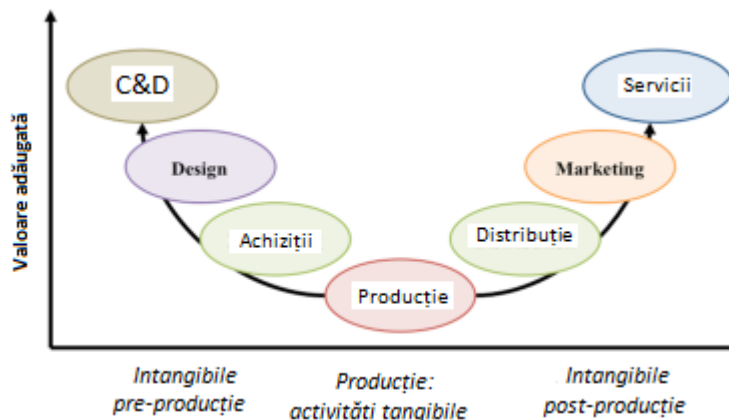 Valoare adăugată
C&D
Servicii
Design
Marketing
Achiziții
Distribuție
Producție
Intangibile
pre-producție
Producție:
activități tangibile
Intangibile
post-producție